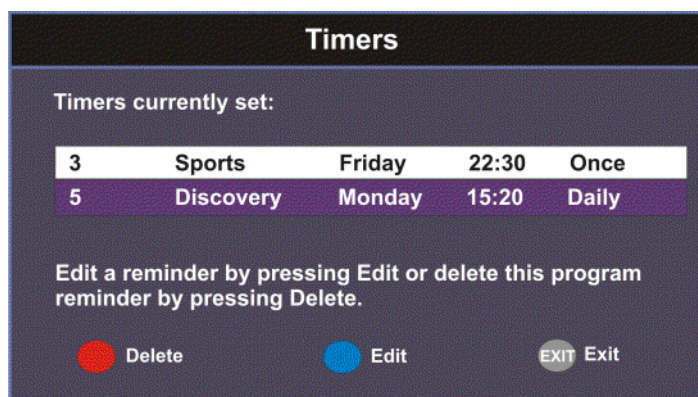 Timers
Timers currently set:
3 Sports Friday 22:30 Once
5 Discovery Monday 15:20 Daily
Edit a reminder by pressing Edit or delete this program
reminder by pressing Delete.
Delete Edit EXIT Exit